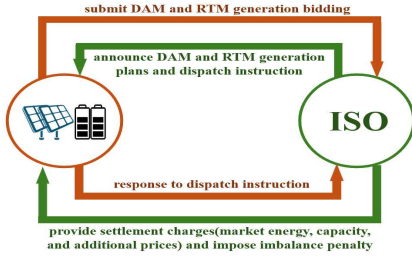 submit DAM and RTM generation bidding
announce DAM and RTM generation
plans and dispatch instruction
ISO
response to dispatch instruction
provide settlement charges(market energy, capacity,
and additional prices) and impose imbalance penalty